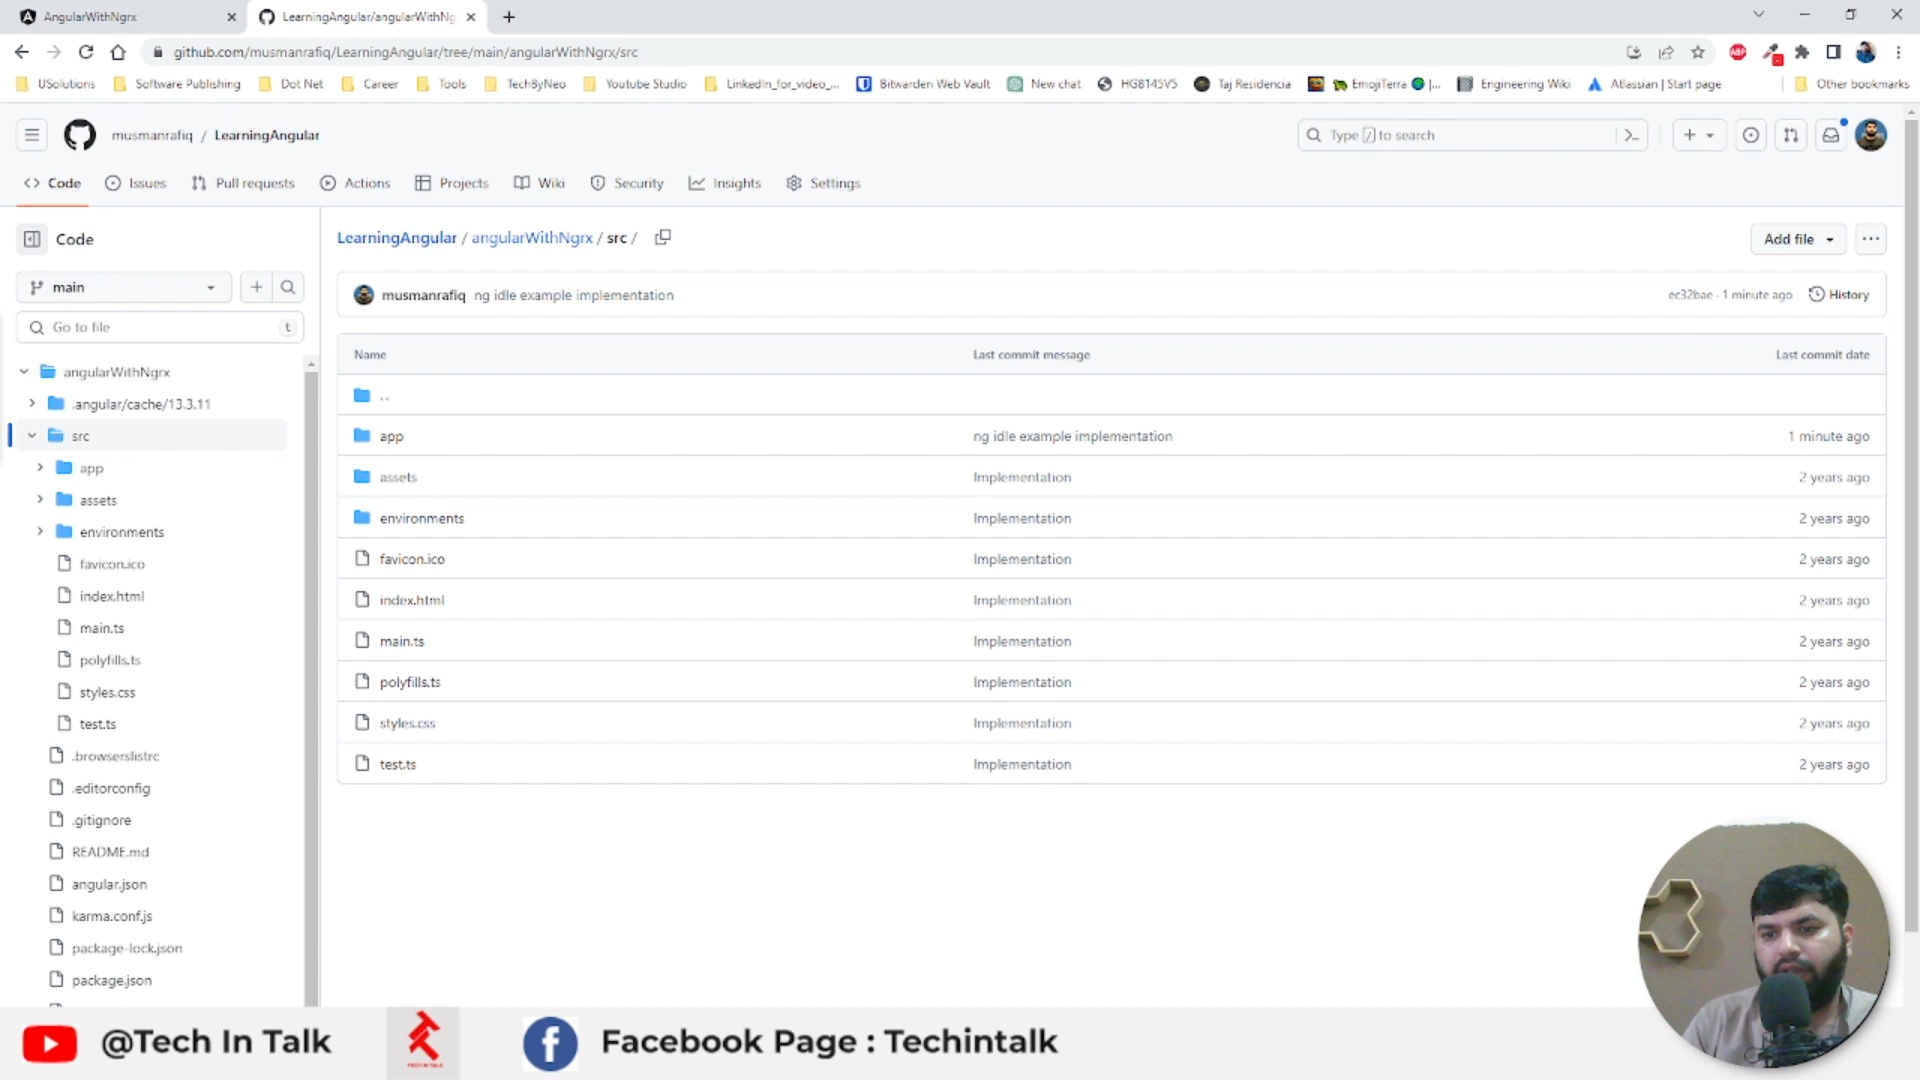 AngularWithNgrx
LearningAngular/angularWithNg
github.com/musmanrafiq/LearningAngular/tree/main/angularWithNgrx/src
USolutions Software Publishing Dot Net Career Tools TechByNeo Youtube Studio LinkedIn_for_video_... Bitwarden Web Vault New chat HG8145V5 Taj Residencia EmojiTerra |... Engineering Wiki Atlassian | Start page Other bookmarks
ABP
musmanrafiq / LearningAngular
Type / to search
Code Issues Pull requests Actions Projects Wiki Security Insights Settings
Code
main
Go to file t
angularWithNgrx
.angular/cache/13.3.11
src
app
assets
environments
favicon.ico
index.html
main.ts
polyfills.ts
styles.css
test.ts
.browserslistrc
.editorconfig
.gitignore
README.md
angular.json
karma.conf.js
package-lock.json
package.json
LearningAngular / angularWithNgrx / src /
Add file
musmanrafiq ng idle example implementation
ec32bae · 1 minute ago History
Name Last commit message Last commit date
..
app ng idle example implementation 1 minute ago
assets Implementation 2 years ago
environments Implementation 2 years ago
favicon.ico Implementation 2 years ago
index.html Implementation 2 years ago
main.ts Implementation 2 years ago
polyfills.ts Implementation 2 years ago
styles.css Implementation 2 years ago
test.ts Implementation 2 years ago
@Tech In Talk
TECH IN TALK
Facebook Page : Techintalk